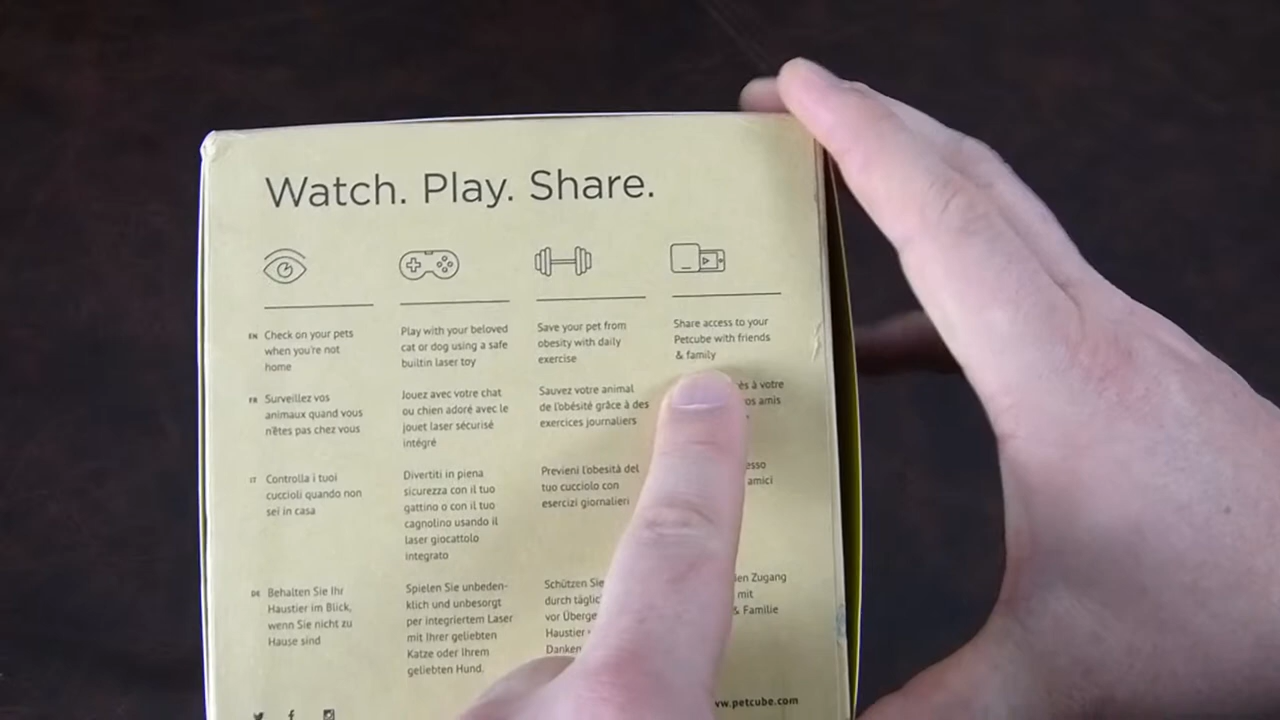 Watch. Play. Share.
EN Check on your pets
when you're not
home
Play with your beloved
cat or dog using a safe
builtin laser toy
Save your pet from
obesity with daily
exercise
Share access to your
Petcube with friends
& family
FR Surveillez vos
animaux quand vous
n'êtes pas chez vous
Jouez avec votre chat
ou chien adoré avec le
jouet laser sécurisé
intégré
Sauvez votre animal
de l'obésité grâce à des
exercices journaliers
à votre
amis
IT Controlla i tuoi
cuccioli quando non
sei in casa
Divertiti in piena
sicurezza con il tuo
gattino o con il tuo
cagnolino usando il
laser giocattolo
integrato
Previeni l'obesità del
tuo cucciolo con
esercizi giornalieri
amici
DE Behalten Sie Ihr
Haustier im Blick,
wenn Sie nicht zu
Hause sind
Spielen Sie unbeden-
klich und unbesorgt
per integriertem Laser
mit Ihrer geliebten
Katze oder Ihrem
geliebten Hund.
Schützen Sie
durch
vor
Haustier
Zugang
mit
& Familie
www.petcube.com